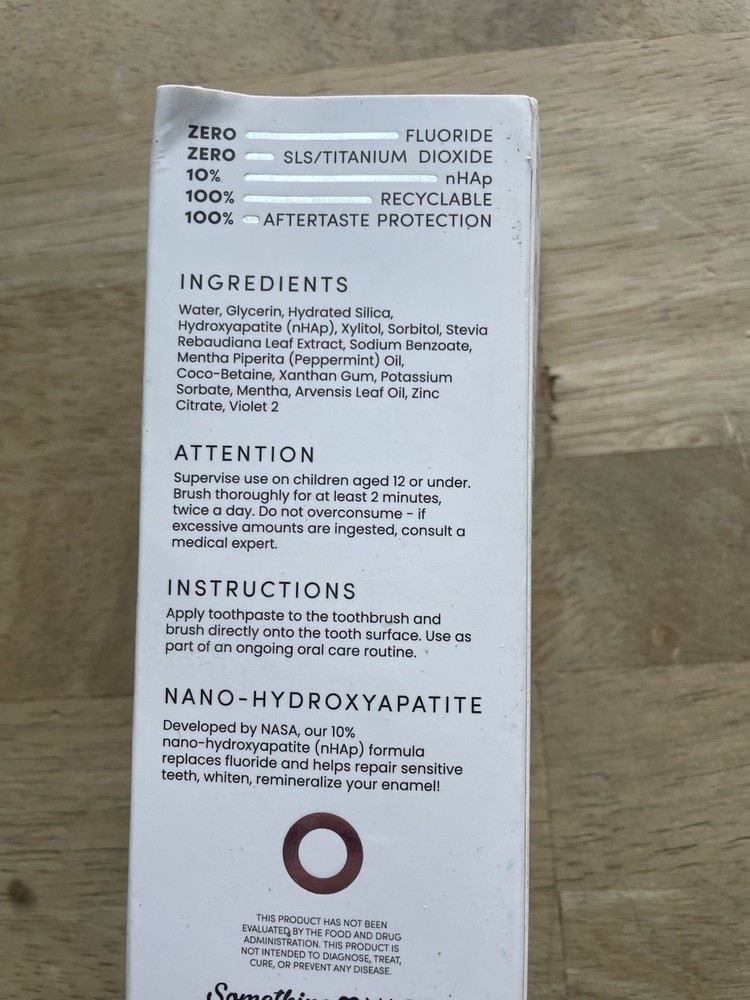 ZERO FLUORIDE
ZERO SLS/TITANIUM DIOXIDE
10% nHAp
100% RECYCLABLE
100% AFTERTASTE PROTECTION
INGREDIENTS
Water, Glycerin, Hydrated Silica,
Hydroxyapatite (nHAp), Xylitol, Sorbitol, Stevia
Rebaudiana Leaf Extract, Sodium Benzoate,
Mentha Piperita (Peppermint) Oil,
Coco-Betaine, Xanthan Gum, Potassium
Sorbate, Mentha, Arvensis Leaf Oil, Zinc
Citrate, Violet 2
ATTENTION
Supervise use on children aged 12 or under.
Brush thoroughly for at least 2 minutes,
twice a day. Do not overconsume - if
excessive amounts are ingested, consult a
medical expert.
INSTRUCTIONS
Apply toothpaste to the toothbrush and
brush directly onto the tooth surface. Use as
part of an ongoing oral care routine.
NANO-HYDROXYAPATITE
Developed by NASA, our 10%
nano-hydroxyapatite (nHAp) formula
replaces fluoride and helps repair sensitive
teeth, whiten, remineralize your enamel!
THIS PRODUCT HAS NOT BEEN
EVALUATED BY THE FOOD AND DRUG
ADMINISTRATION. THIS PRODUCT IS
NOT INTENDED TO DIAGNOSE, TREAT,
CURE, OR PREVENT ANY DISEASE.
Something